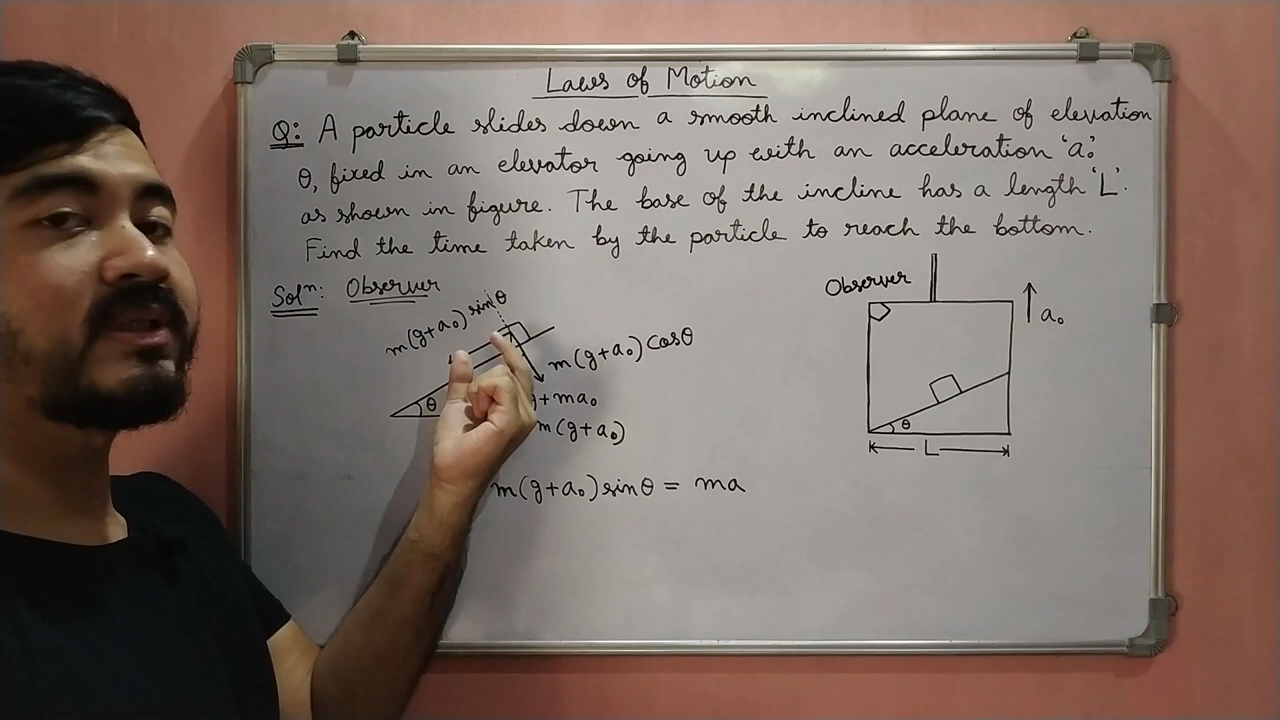 Laws of Motion
Q: A particle slides down a smooth inclined plane of elevation
θ, fixed in an elevator going up with an acceleration 'a₀'
as shown in figure. The base of the incline has a length 'L'.
Find the time taken by the particle to reach the bottom.
Solⁿ: Observer
m(g+a₀) sinθ
m(g+a₀) cosθ
θ
g+ma₀
m(g+a₀)
m(g+a₀) sinθ = ma
Observer
a₀
θ
L